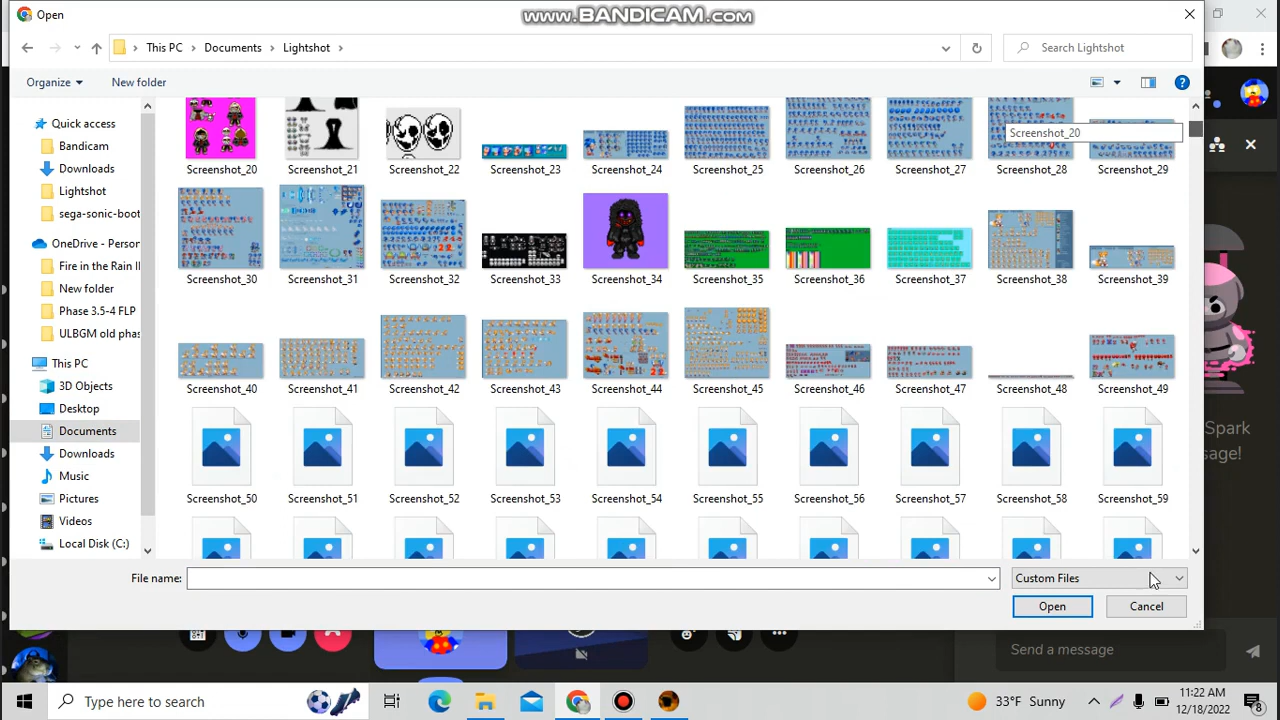 Open
www.BANDICAM.com
This PC
Documents
Lightshot
Search Lightshot
Organize
New folder
Quick access
Bandicam
Downloads
Lightshot
sega-sonic-boot
OneDrive - Person
Fire in the Rain II
New folder
Phase 3.5-4 FLP
ULBGM old phas
This PC
3D Objects
Desktop
Documents
Downloads
Music
Pictures
Videos
Local Disk (C:)
Screenshot_20
Screenshot_20
Screenshot_21
Screenshot_22
Screenshot_23
Screenshot_24
Screenshot_25
Screenshot_26
Screenshot_27
Screenshot_28
Screenshot_29
Screenshot_30
Screenshot_31
Screenshot_32
Screenshot_33
Screenshot_34
Screenshot_35
Screenshot_36
Screenshot_37
Screenshot_38
Screenshot_39
Screenshot_40
Screenshot_41
Screenshot_42
Screenshot_43
Screenshot_44
Screenshot_45
Screenshot_46
Screenshot_47
Screenshot_48
Screenshot_49
Screenshot_50
Screenshot_51
Screenshot_52
Screenshot_53
Screenshot_54
Screenshot_55
Screenshot_56
Screenshot_57
Screenshot_58
Screenshot_59
File name:
Custom Files
Open
Cancel
Spark
sage!
Send a message
Type here to search
33°F Sunny
11:22 AM
12/18/2022
8